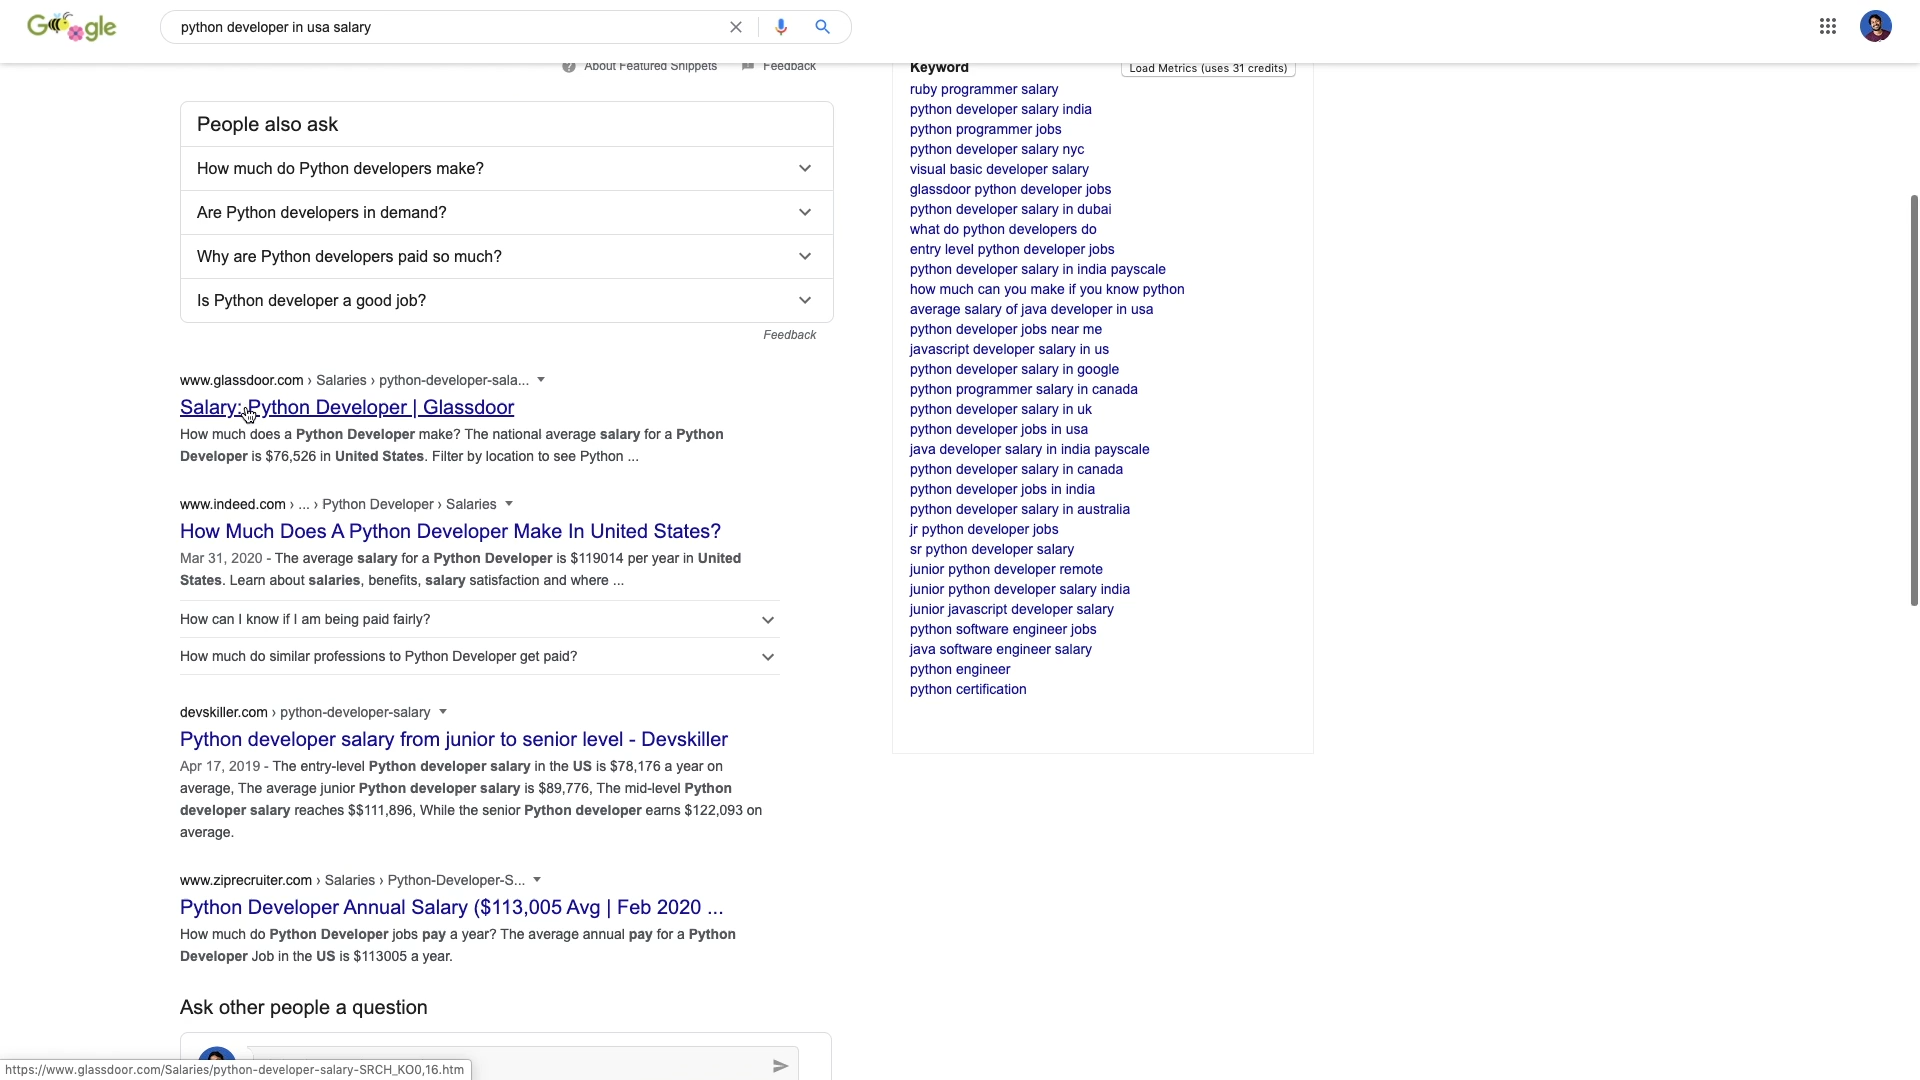 Google
python developer in usa salary
About Featured Snippets
Feedback
People also ask
How much do Python developers make?
Are Python developers in demand?
Why are Python developers paid so much?
Is Python developer a good job?
Feedback
www.glassdoor.com › Salaries › python-developer-sala...
Salary: Python Developer | Glassdoor
How much does a Python Developer make? The national average salary for a Python
Developer is $76,526 in United States. Filter by location to see Python ...
www.indeed.com › ... › Python Developer › Salaries
How Much Does A Python Developer Make In United States?
Mar 31, 2020 - The average salary for a Python Developer is $119014 per year in United
States. Learn about salaries, benefits, salary satisfaction and where ...
How can I know if I am being paid fairly?
How much do similar professions to Python Developer get paid?
devskiller.com › python-developer-salary
Python developer salary from junior to senior level - Devskiller
Apr 17, 2019 - The entry-level Python developer salary in the US is $78,176 a year on
average, The average junior Python developer salary is $89,776, The mid-level Python
developer salary reaches $$111,896, While the senior Python developer earns $122,093 on
average.
www.ziprecruiter.com › Salaries › Python-Developer-S...
Python Developer Annual Salary ($113,005 Avg | Feb 2020 ...
How much do Python Developer jobs pay a year? The average annual pay for a Python
Developer Job in the US is $113005 a year.
Ask other people a question
https://www.glassdoor.com/Salaries/python-developer-salary-SRCH_KO0,16.htm
Keyword
Load Metrics (uses 31 credits)
ruby programmer salary
python developer salary india
python programmer jobs
python developer salary nyc
visual basic developer salary
glassdoor python developer jobs
python developer salary in dubai
what do python developers do
entry level python developer jobs
python developer salary in india payscale
how much can you make if you know python
average salary of java developer in usa
python developer jobs near me
javascript developer salary in us
python developer salary in google
python programmer salary in canada
python developer salary in uk
python developer jobs in usa
java developer salary in india payscale
python developer salary in canada
python developer jobs in india
python developer salary in australia
jr python developer jobs
sr python developer salary
junior python developer remote
junior python developer salary india
junior javascript developer salary
python software engineer jobs
java software engineer salary
python engineer
python certification